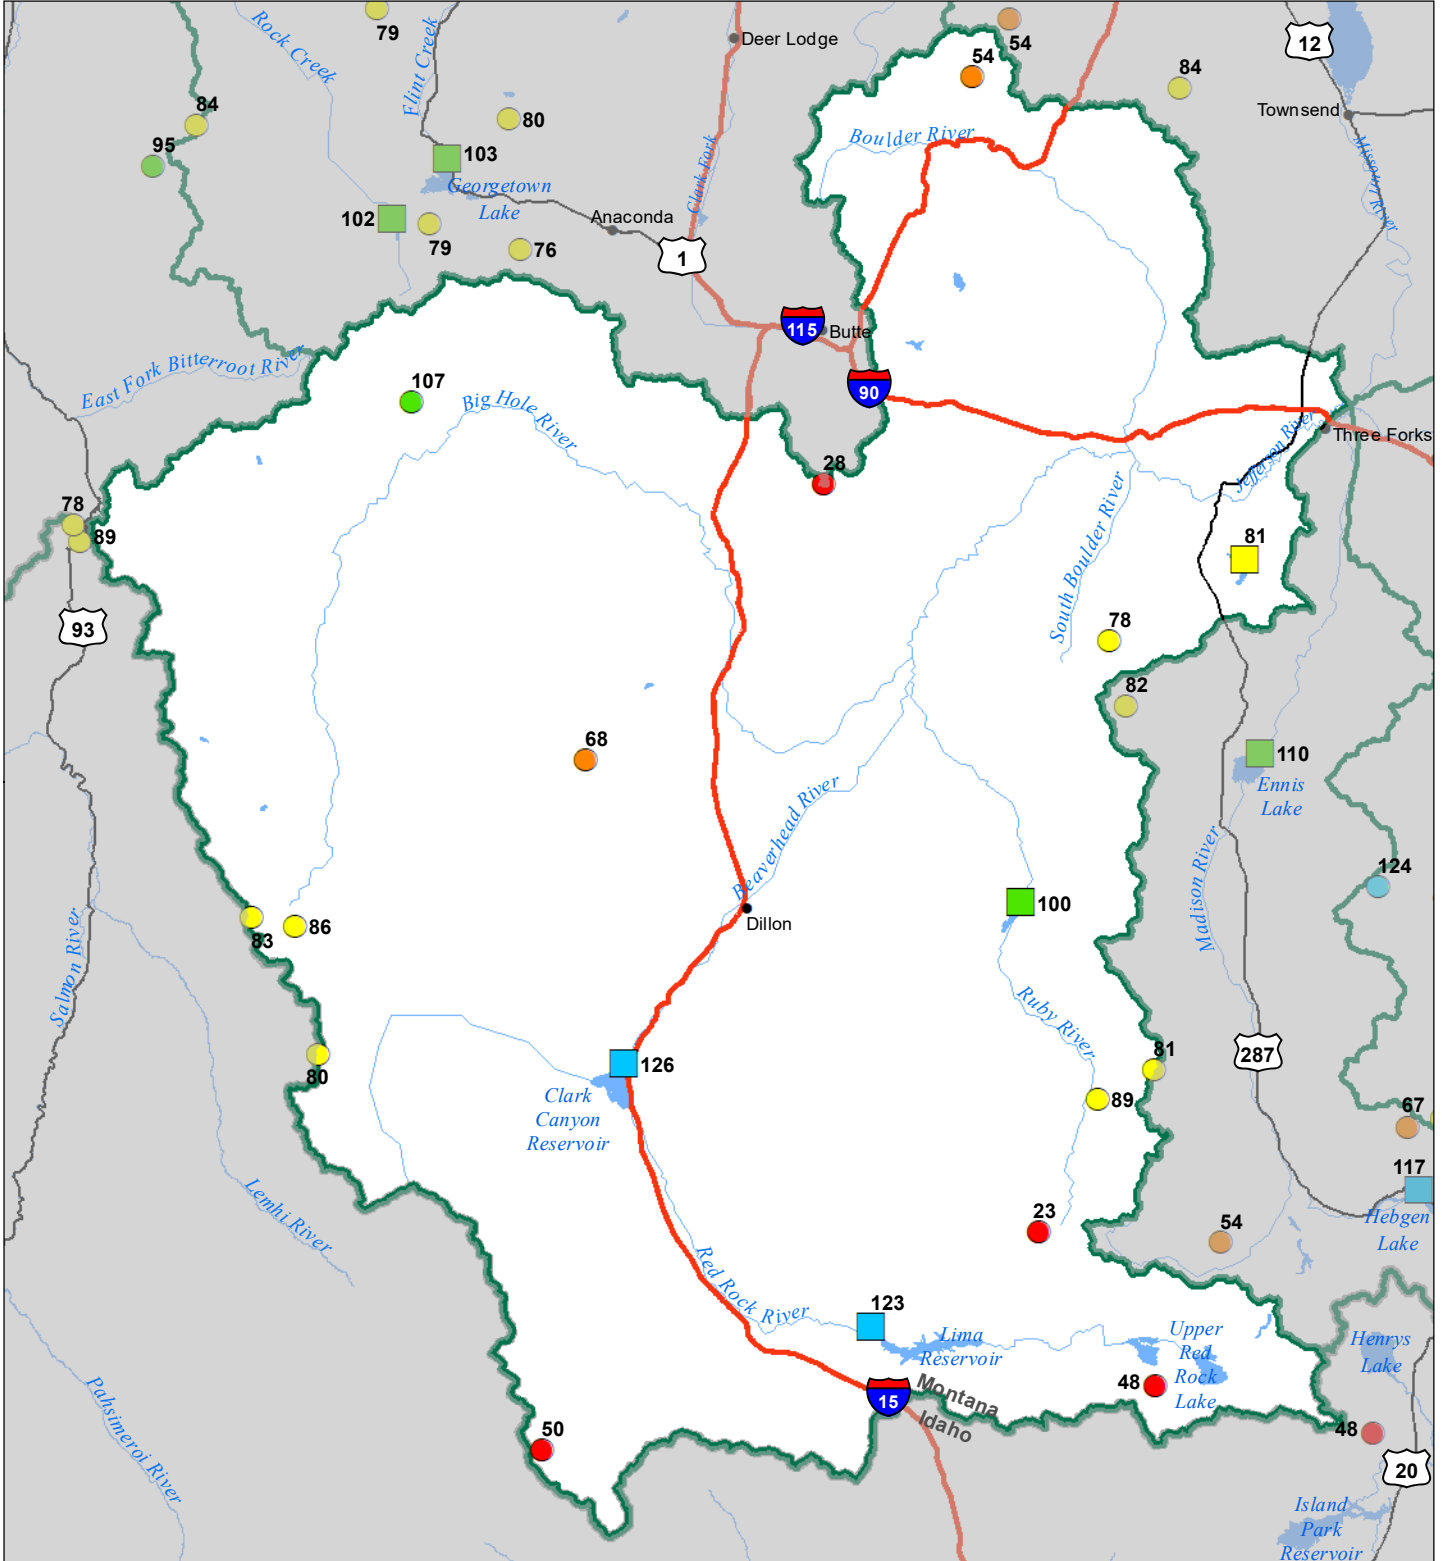 79
Rock Creek
Flint Creek
Deer Lodge
54
54
12
84
Townsend
84
80
95
103
Georgetown
Lake
Clark Fork
Boulder River
Missouri River
102
79
76
Anaconda
1
115
Butte
90
East Fork Bitterroot River
107
Big Hole River
28
Three Forks
Jefferson River
78
89
South Boulder River
81
93
78
82
68
110
Ennis
Lake
Beaverhead River
Madison River
124
Dillon
100
83
86
Salmon River
Ruby River
80
126
Clark
Canyon
Reservoir
81
287
89
67
117
Hebgen
Lake
Lemhi River
23
54
Red Rock River
123
Lima
Reservoir
Upper
Red
Rock
Lake
Henrys
Lake
48
15
Montana
Idaho
Pahsimeroi River
50
48
20
Island
Park
Reservoir